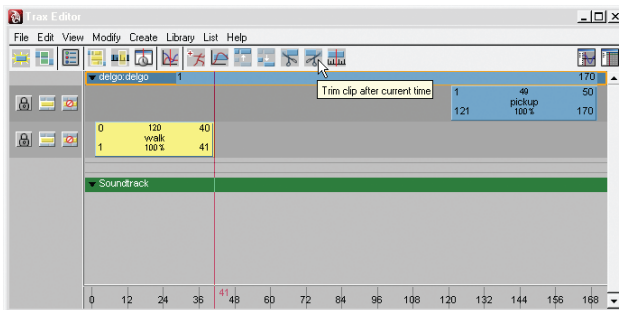 Trax Editor
File Edit View Modify Create Library List Help
delgo:delgo 1 170
Trim clip after current time
1 49 50
pickup
121 100% 170
0 120 40
walk
1 100% 41
Soundtrack
41
0 12 24 36 48 60 72 84 96 108 120 132 144 156 168